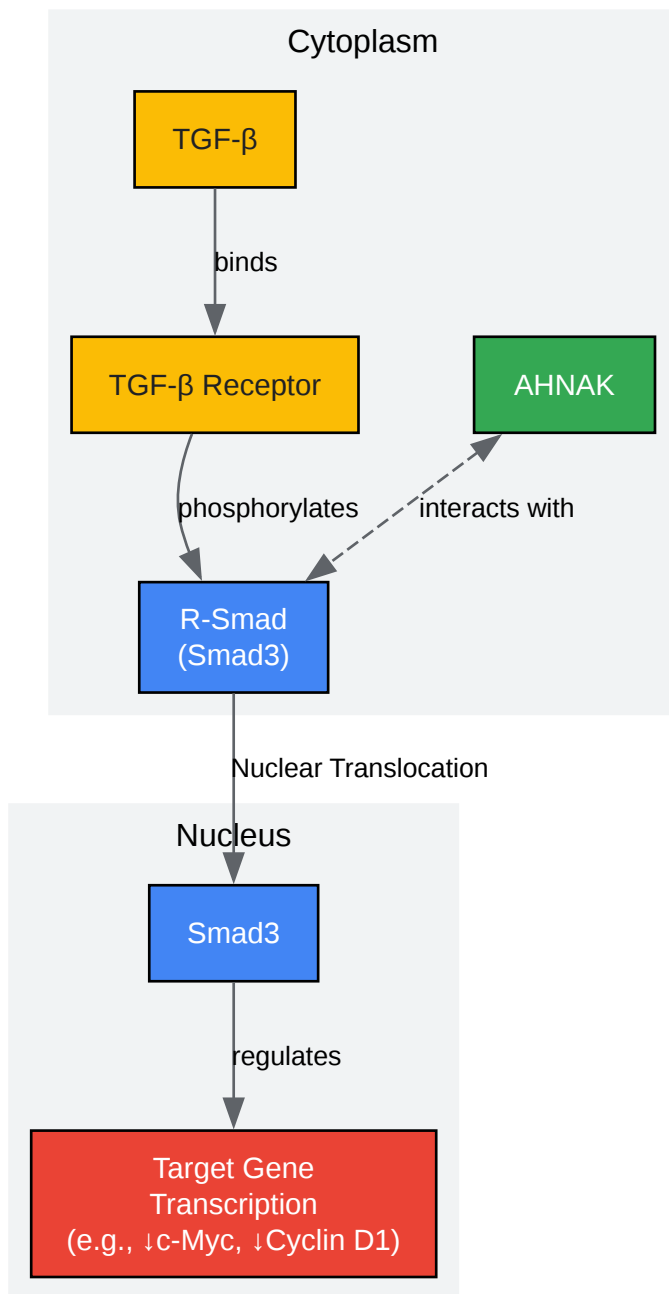 Cytoplasm
TGF-β
binds
TGF-β Receptor
AHNAK
phosphorylates
interacts with
R-Smad
(Smad3)
Nuclear Translocation
Nucleus
Smad3
regulates
Target Gene
Transcription
(e.g., ↓c-Myc, ↓Cyclin D1)